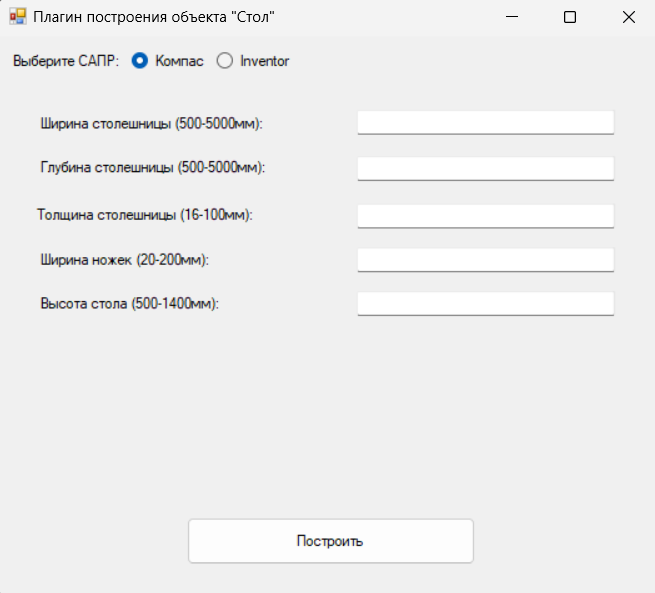 Плагин построения объекта "Стол"
Выберите САПР: Компас Inventor
Ширина столешницы (500-5000мм):
Глубина столешницы (500-5000мм):
Толщина столешницы (16-100мм):
Ширина ножек (20-200мм):
Высота стола (500-1400мм):
Построить